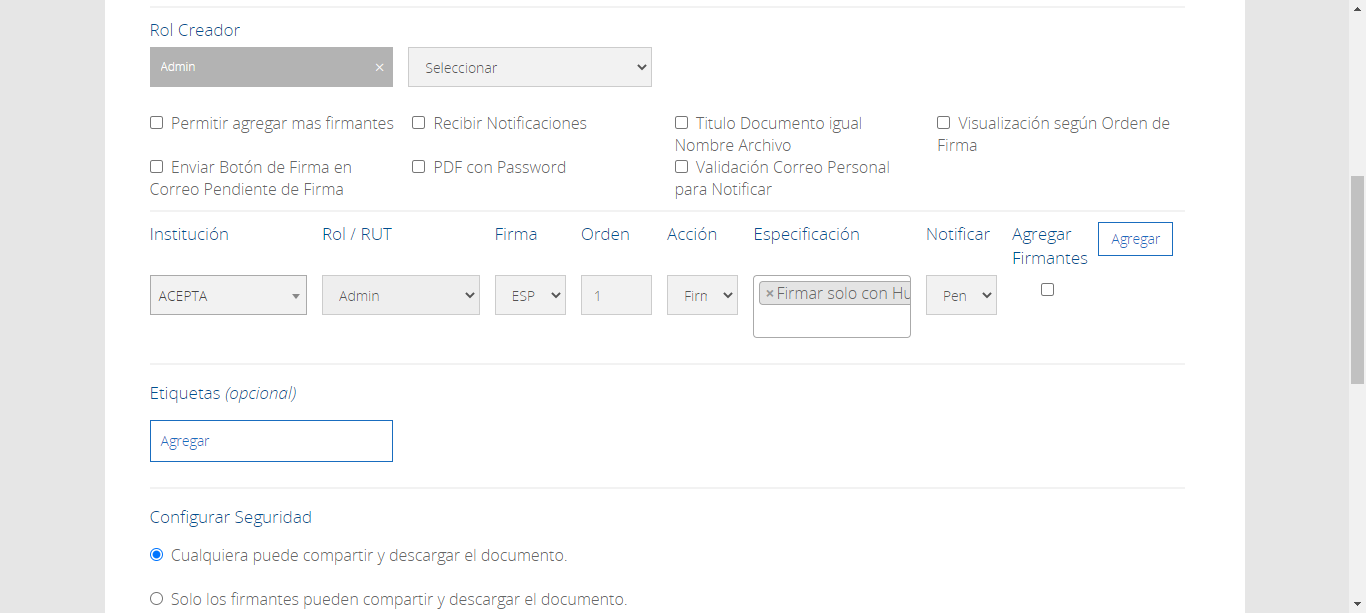 Rol Creador
Admin × Seleccionar
Permitir agregar mas firmantes Recibir Notificaciones Titulo Documento igual Visualización según Orden de
Nombre Archivo Firma
Enviar Botón de Firma en PDF con Password Validación Correo Personal
Correo Pendiente de Firma para Notificar
Institución Rol / RUT Firma Orden Acción Especificación Notificar Agregar Agregar
Firmantes
ACEPTA Admin ESP 1 Firn ×Firmar solo con Hu Pen
Etiquetas (opcional)
Agregar
Configurar Seguridad
Cualquiera puede compartir y descargar el documento.
Solo los firmantes pueden compartir y descargar el documento.